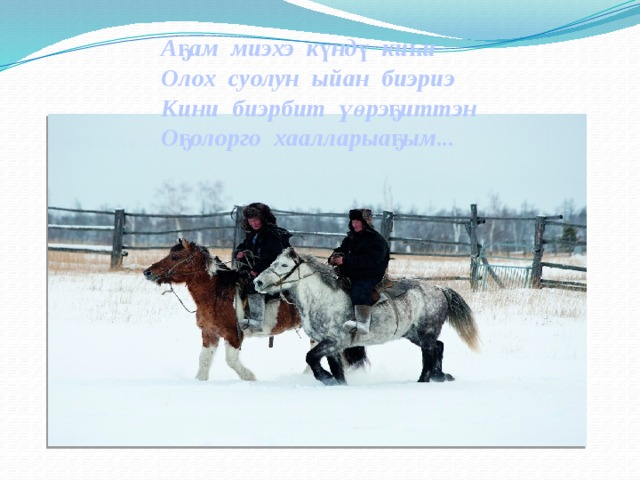 Аҕам миэхэ күндү киһи
Олох суолун ыйан биэриэ
Кини биэрбит үөрэҕиттэн
Оҕолорго хаалларыаҕым...